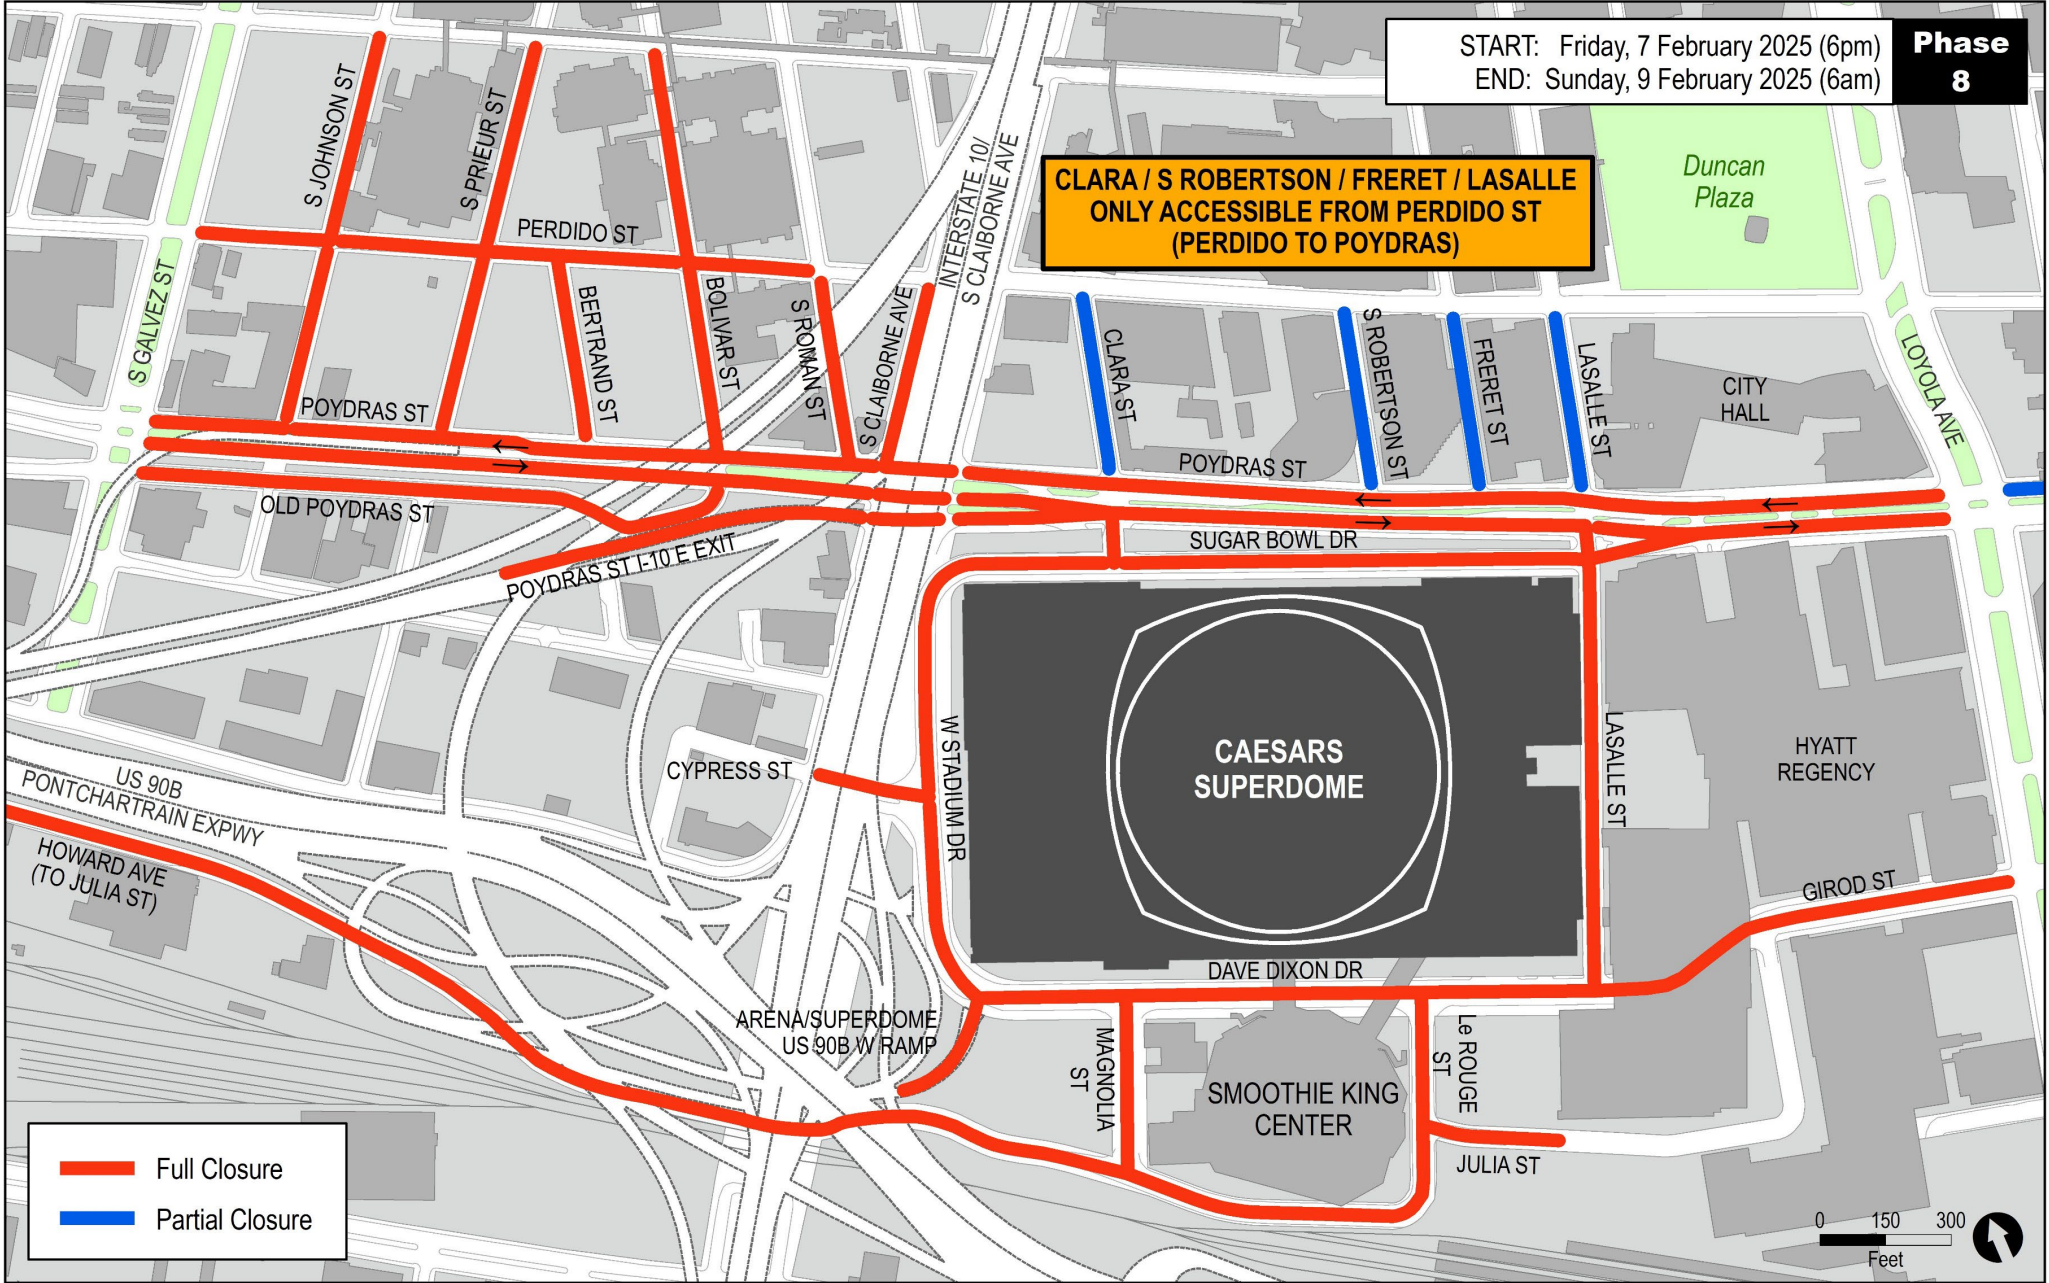 START: Friday, 7 February 2025 (6pm)
END: Sunday, 9 February 2025 (6am)
Phase
8
S JOHNSON ST
S PRIEUR ST
INTERSTATE 10/
S CLAIBORNE AVE
CLARA / S ROBERTSON / FRERET / LASALLE
ONLY ACCESSIBLE FROM PERDIDO ST
(PERDIDO TO POYDRAS)
Duncan
Plaza
PERDIDO ST
S GALVEZ ST
BERTRAND ST
BOLIVAR ST
S ROMAN ST
S CLAIBORNE AVE
CLARA ST
S ROBERTSON ST
FRERET ST
LASALLE ST
CITY
HALL
LOYOLA AVE
POYDRAS ST
POYDRAS ST
OLD POYDRAS ST
SUGAR BOWL DR
POYDRAS ST I-10 E EXIT
W STADIUM DR
CAESARS
SUPERDOME
LASALLE ST
HYATT
REGENCY
CYPRESS ST
US 90B
PONTCHARTRAIN EXPWY
HOWARD AVE
(TO JULIA ST)
GIROD ST
DAVE DIXON DR
ARENA/SUPERDOME
US 90B W RAMP
MAGNOLIA
ST
SMOOTHIE KING
CENTER
Le ROUGE
ST
JULIA ST
Full Closure
Partial Closure
0 150 300
Feet